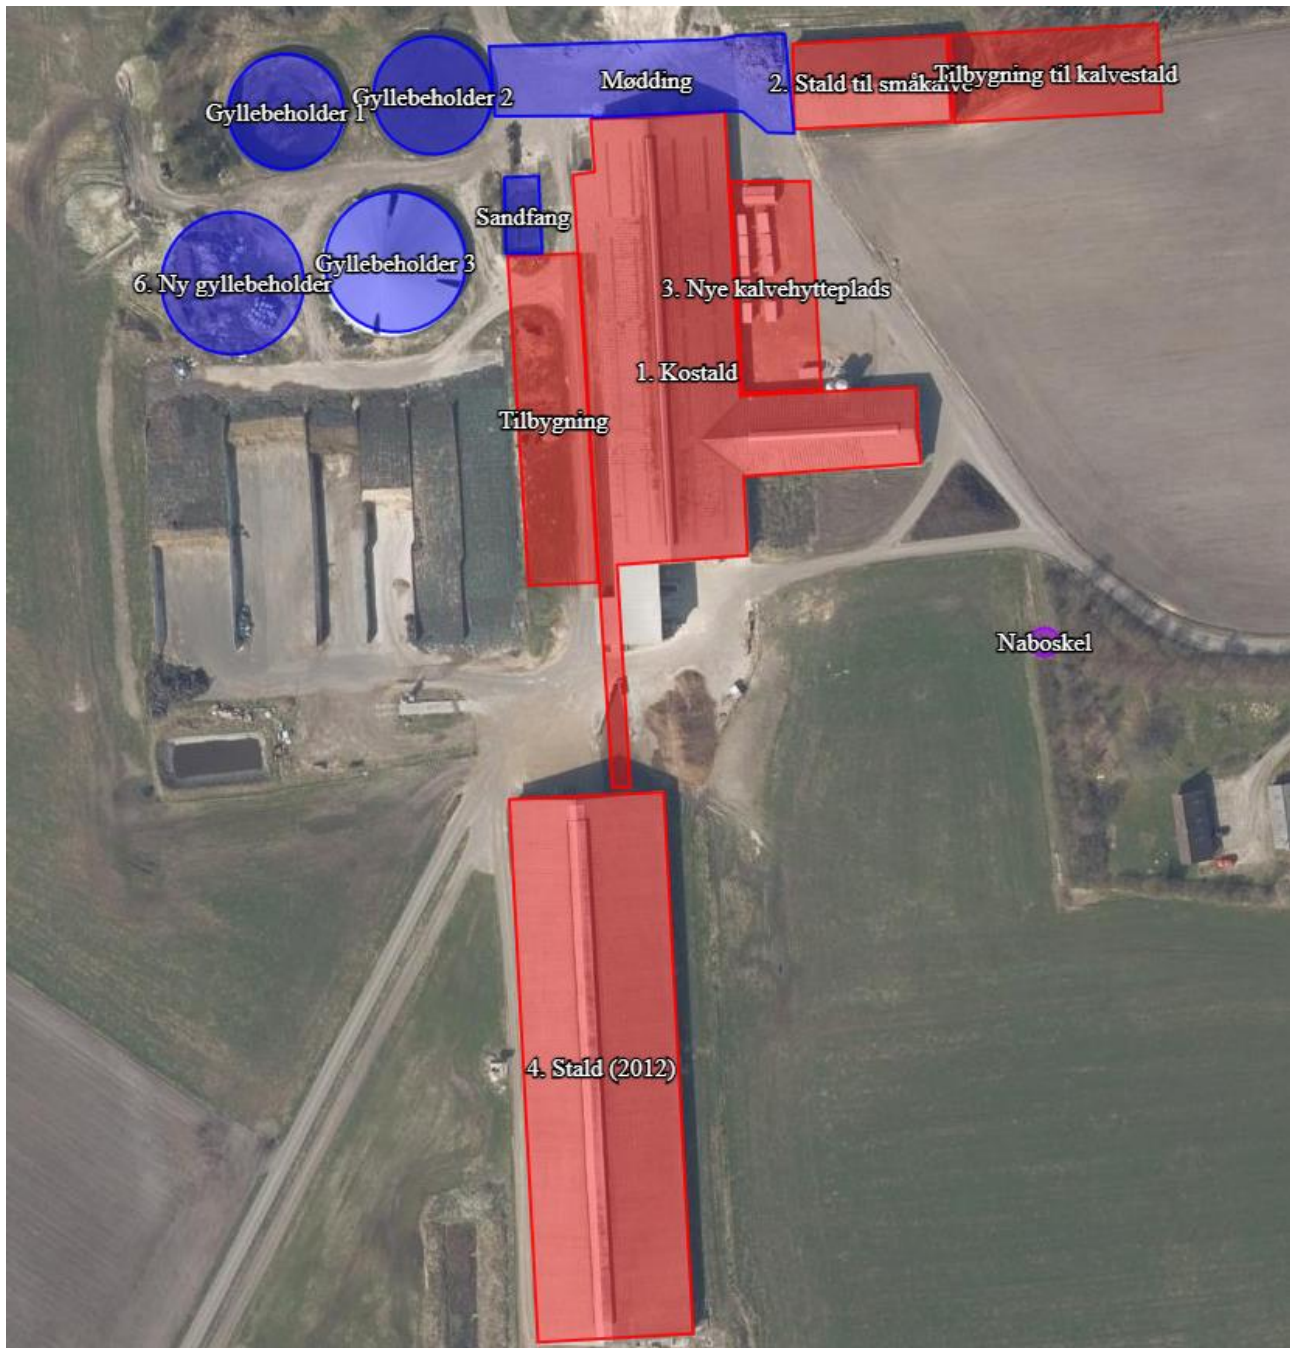 Mødding
2. Stald til småkalve
Tilbygning til kalvestald
Gyllebeholder 1
Gyllebeholder 2
Sandfang
6. Ny gyllebeholder
Gyllebeholder 3
3. Nye kalvehytteplads
1. Kostald
Tilbygning
Naboskel
4. Stald (2012)